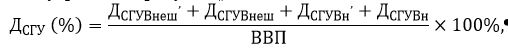 Д_СГУ (%) = (Д_СГУВнеш´ + Д_СГУВнеш + Д_СГУВн´ + Д_СГУВн) / ВВП × 100%,¶